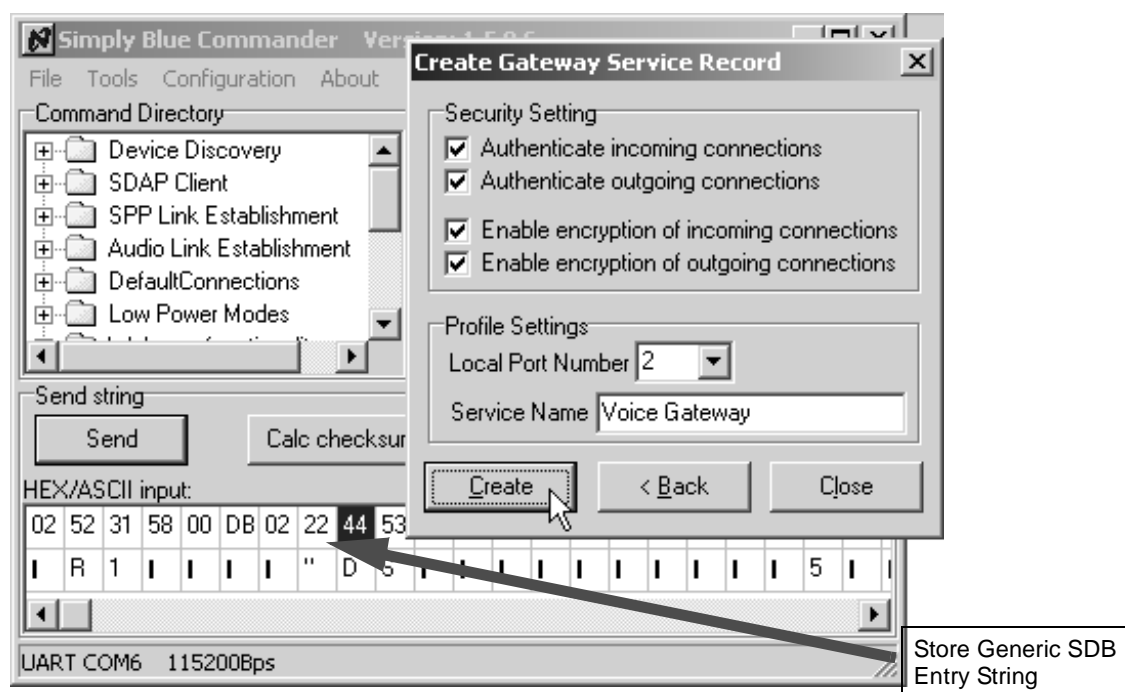 Simply Blue Commander
Create Gateway Service Record
File Tools Configuration About
Command Directory
Device Discovery
SDAP Client
SPP Link Establishment
Audio Link Establishment
DefaultConnections
Low Power Modes
Security Setting
Authenticate incoming connections
Authenticate outgoing connections
Enable encryption of incoming connections
Enable encryption of outgoing connections
Profile Settings
Local Port Number 2
Service Name Voice Gateway
Create < Back Close
Send string
Send Calc checksum
HEX/ASCII input:
02 52 31 58 00 DB 02 22 44 53
R 1 " D S 5
UART COM6 115200Bps
Store Generic SDB
Entry String